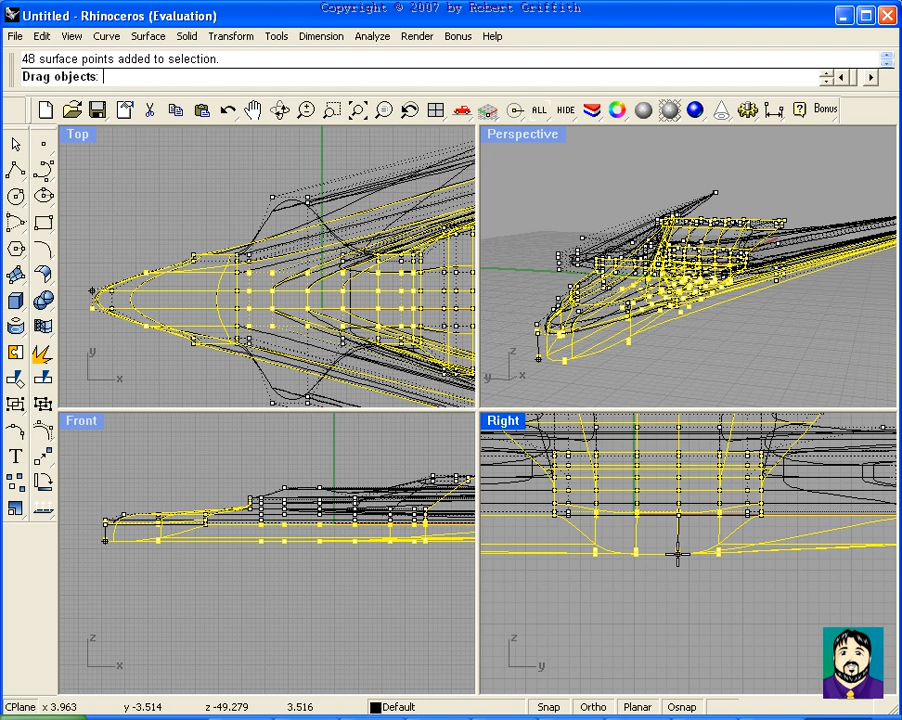 Copyright © 2007 by Robert Griffith
Untitled - Rhinoceros (Evaluation)
File Edit View Curve Surface Solid Transform Tools Dimension Analyze Render Bonus Help
48 surface points added to selection.
Drag objects:
ALL HIDE Bonus
Top
Perspective
y
x
z
y x
Front
Right
z
x
z
y
CPlane x 3.963 y -3.514 z -49.279 3.516 Default Snap Ortho Planar Osnap